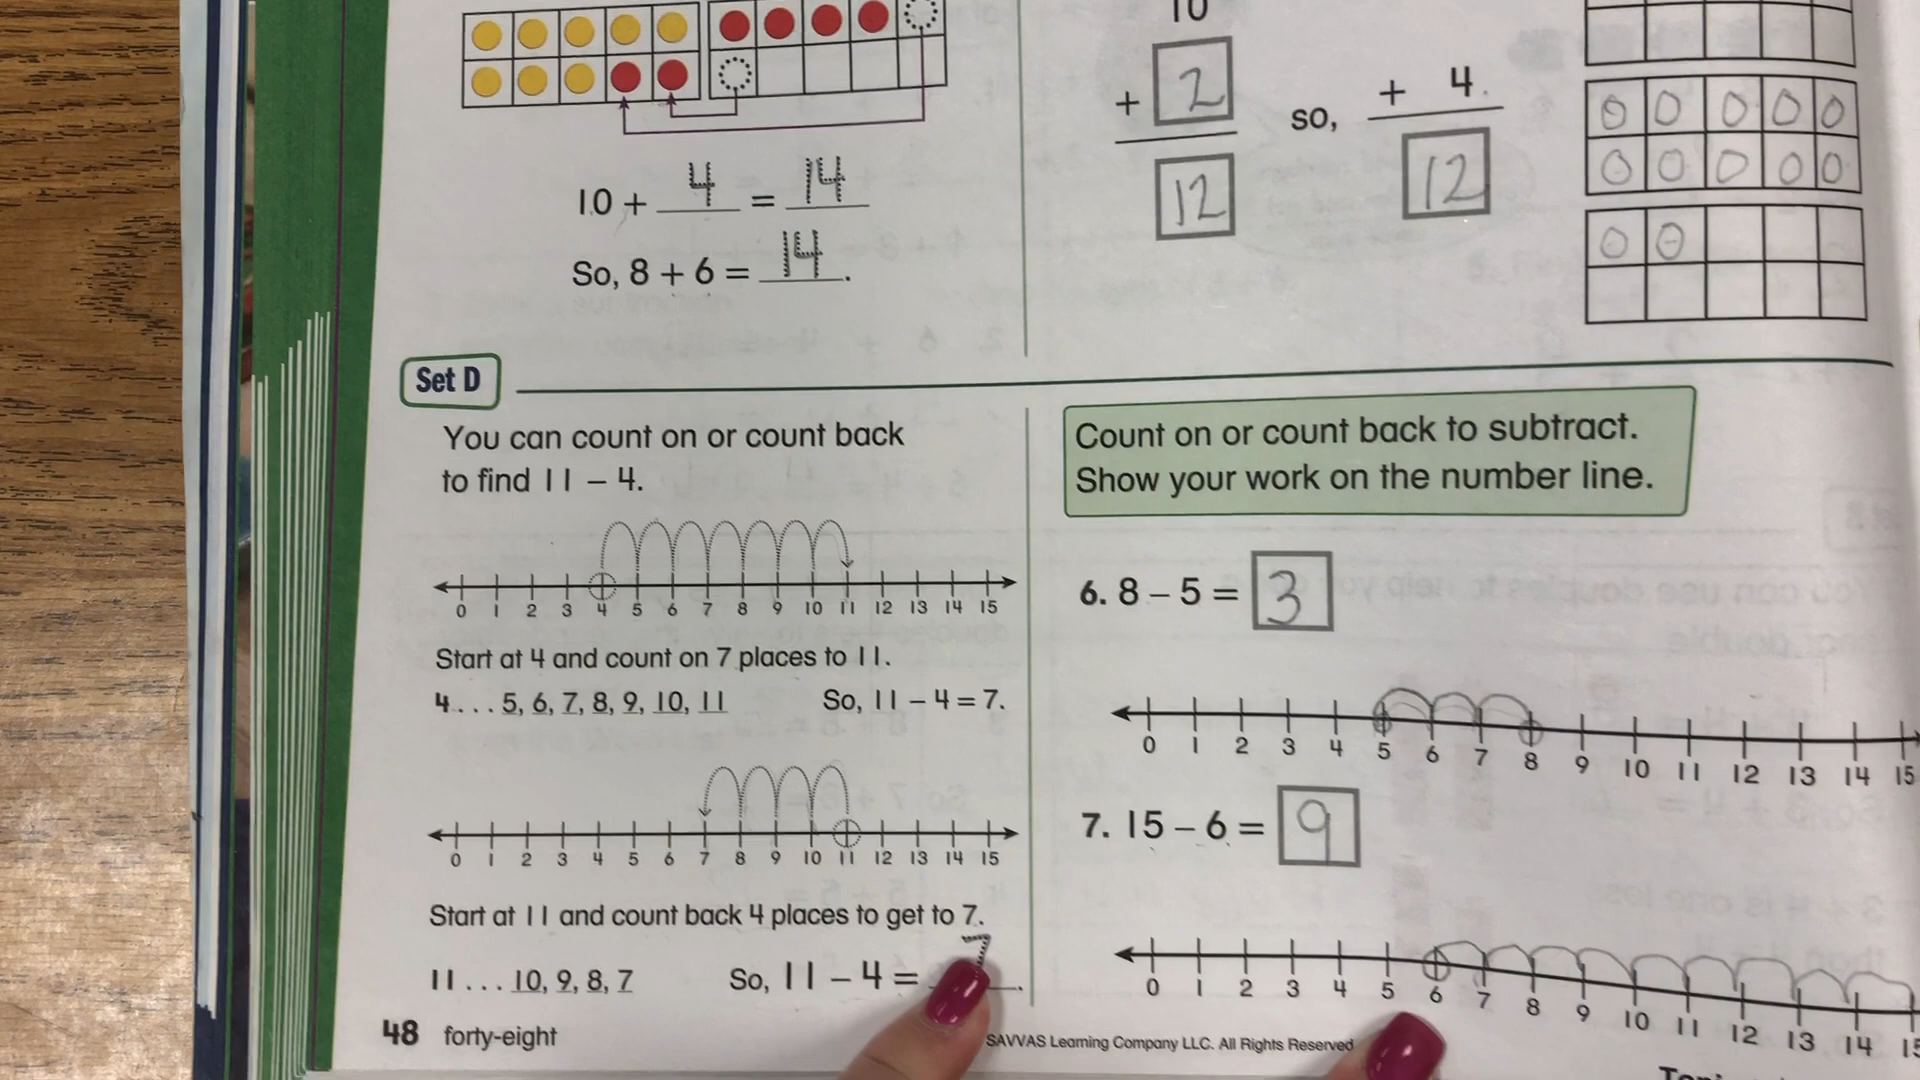 10 + 4 = 14
So, 8 + 6 = 14.
10
+ 2
12
so,
+ 4
12
Set D
You can count on or count back
to find 11 − 4.
0 1 2 3 4 5 6 7 8 9 10 11 12 13 14 15
Start at 4 and count on 7 places to 11.
4 . . . 5, 6, 7, 8, 9, 10, 11 So, 11 − 4 = 7.
0 1 2 3 4 5 6 7 8 9 10 11 12 13 14 15
Start at 11 and count back 4 places to get to 7.
11 . . . 10, 9, 8, 7 So, 11 − 4 = 7.
Count on or count back to subtract.
Show your work on the number line.
6. 8 − 5 = 3
0 1 2 3 4 5 6 7 8 9 10 11 12 13 14 15
7. 15 − 6 = 9
0 1 2 3 4 5 6 7 8 9 10 11 12 13 14 15
48 forty-eight
SAVVAS Learning Company LLC. All Rights Reserved